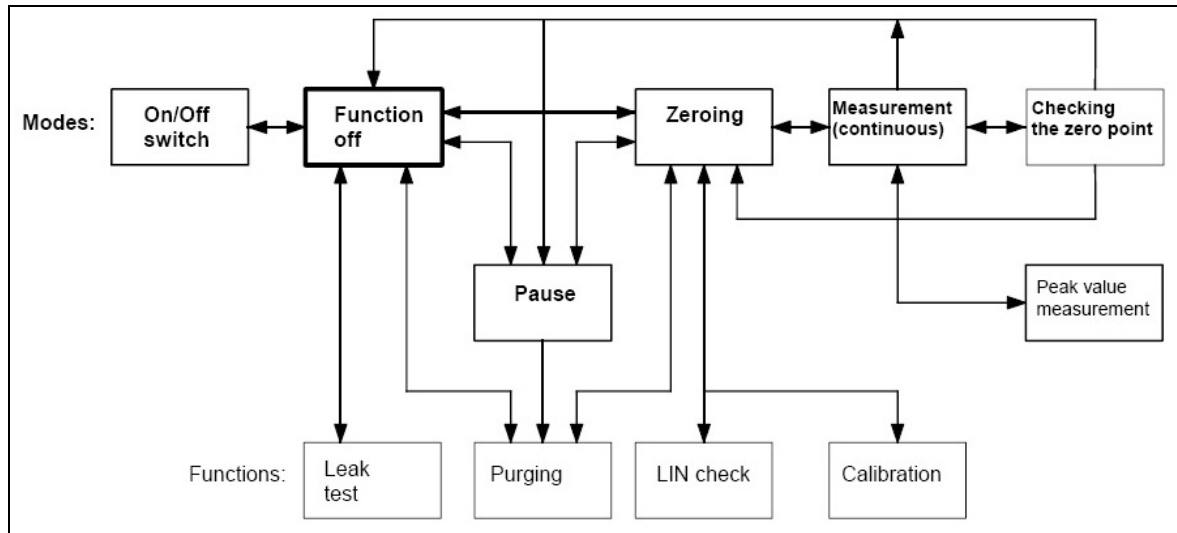 Modes:
On/Off
switch
Function
off
Zeroing
Measurement
(continuous)
Checking
the zero point
Pause
Peak value
measurement
Functions:
Leak
test
Purging
LIN check
Calibration